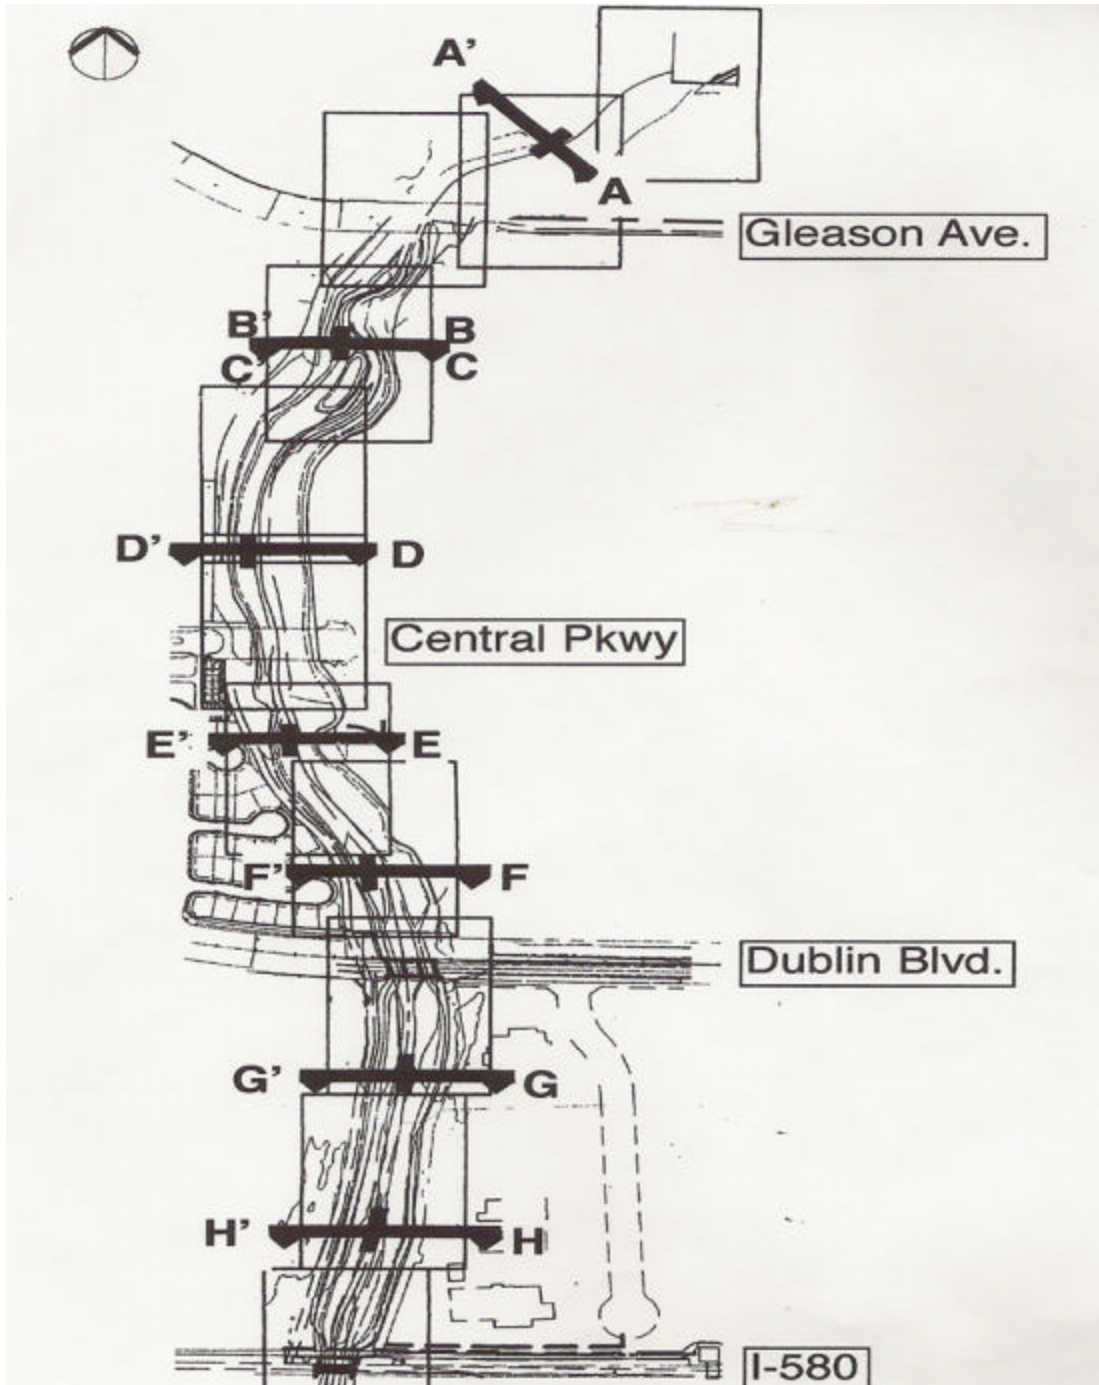 A'
A
Gleason Ave.
B' B
C' C
D' D
Central Pkwy
E' E
F' F
Dublin Blvd.
G' G
H' H
I-580